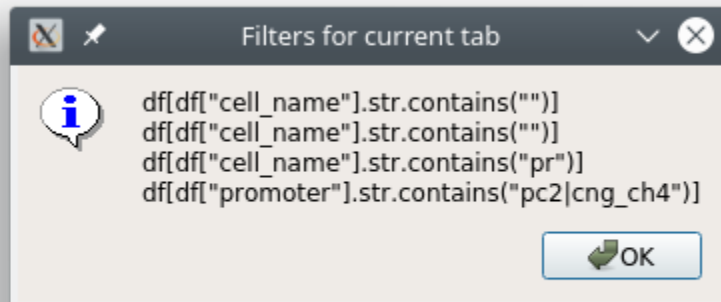 Filters for current tab
df[df["cell_name"].str.contains("")]
df[df["cell_name"].str.contains("")]
df[df["cell_name"].str.contains("pr")]
df[df["promoter"].str.contains("pc2|cng_ch4")]
OK